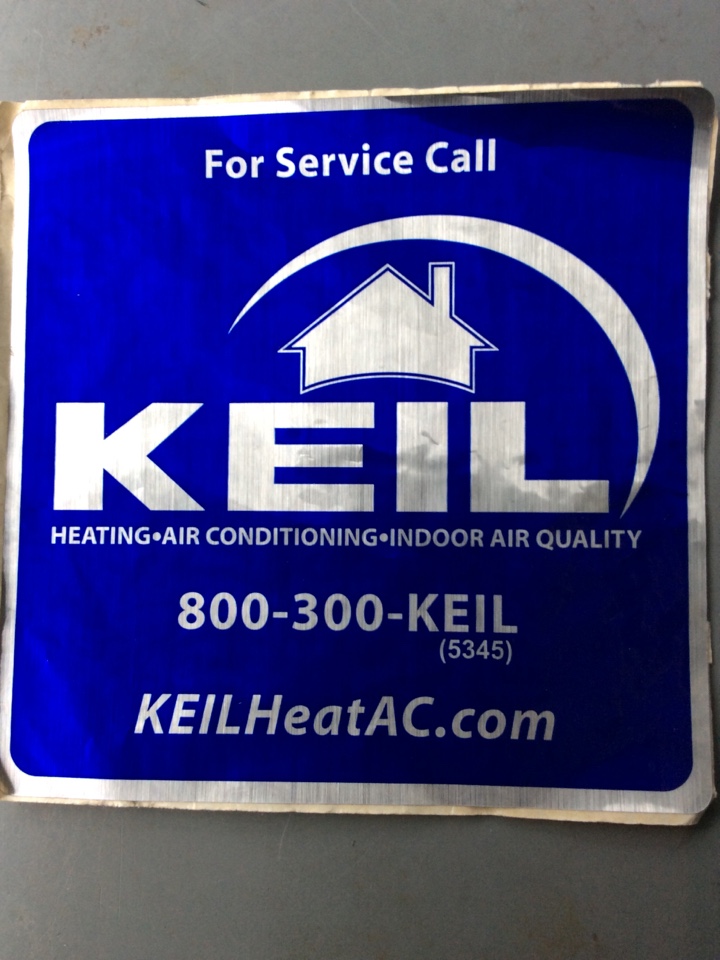 For Service Call
KEIL
HEATING•AIR CONDITIONING•INDOOR AIR QUALITY
800-300-KEIL
(5345)
KEILHeatAC.com